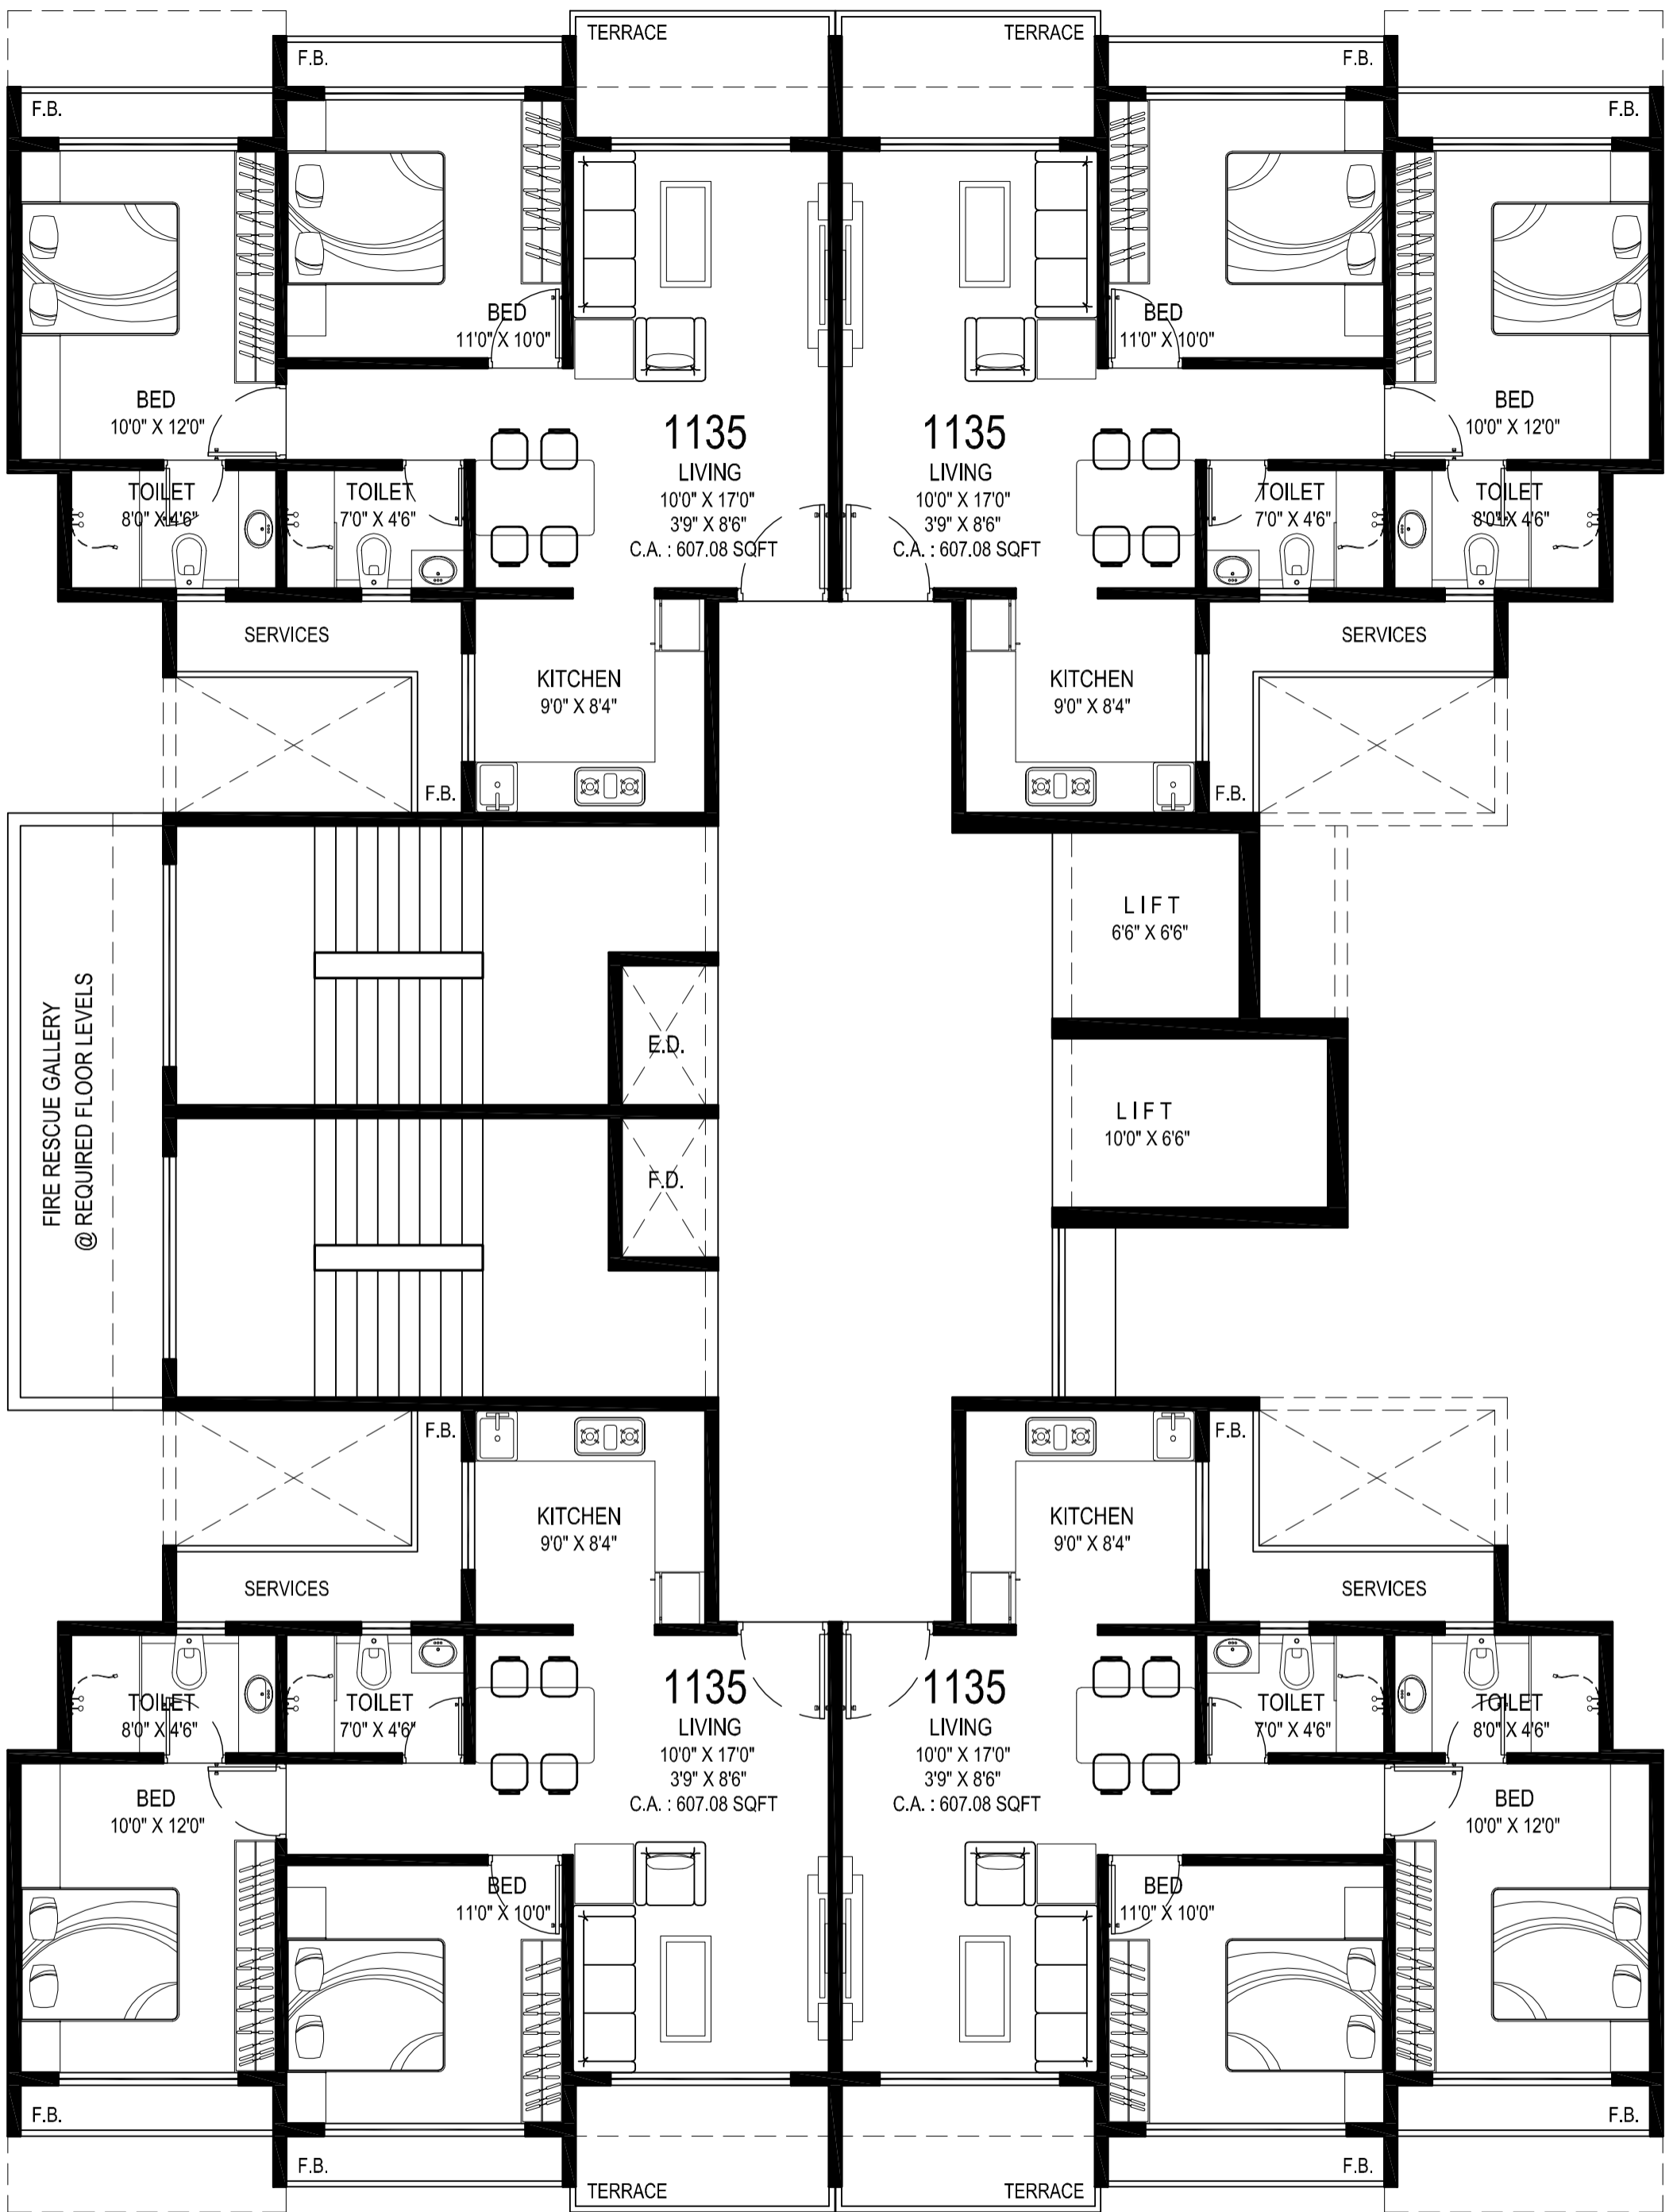 TERRACE
TERRACE
F.B.
F.B.
F.B.
F.B.
BED
11'0" X 10'0"
BED
11'0" X 10'0"
BED
10'0" X 12'0"
BED
10'0" X 12'0"
1135
LIVING
10'0" X 17'0"
3'9" X 8'6"
C.A. : 607.08 SQFT
1135
LIVING
10'0" X 17'0"
3'9" X 8'6"
C.A. : 607.08 SQFT
TOILET
8'0" X 4'6"
TOILET
7'0" X 4'6"
TOILET
7'0" X 4'6"
TOILET
8'0" X 4'6"
SERVICES
SERVICES
KITCHEN
9'0" X 8'4"
KITCHEN
9'0" X 8'4"
F.B.
F.B.
LIFT
6'6" X 6'6"
FIRE RESCUE GALLERY
@ REQUIRED FLOOR LEVELS
E.D.
LIFT
10'0" X 6'6"
F.D.
F.B.
F.B.
KITCHEN
9'0" X 8'4"
KITCHEN
9'0" X 8'4"
SERVICES
SERVICES
TOILET
8'0" X 4'6"
TOILET
7'0" X 4'6"
1135
LIVING
10'0" X 17'0"
3'9" X 8'6"
C.A. : 607.08 SQFT
1135
LIVING
10'0" X 17'0"
3'9" X 8'6"
C.A. : 607.08 SQFT
TOILET
7'0" X 4'6"
TOILET
8'0" X 4'6"
BED
10'0" X 12'0"
BED
10'0" X 12'0"
BED
11'0" X 10'0"
BED
11'0" X 10'0"
F.B.
F.B.
F.B.
F.B.
TERRACE
TERRACE